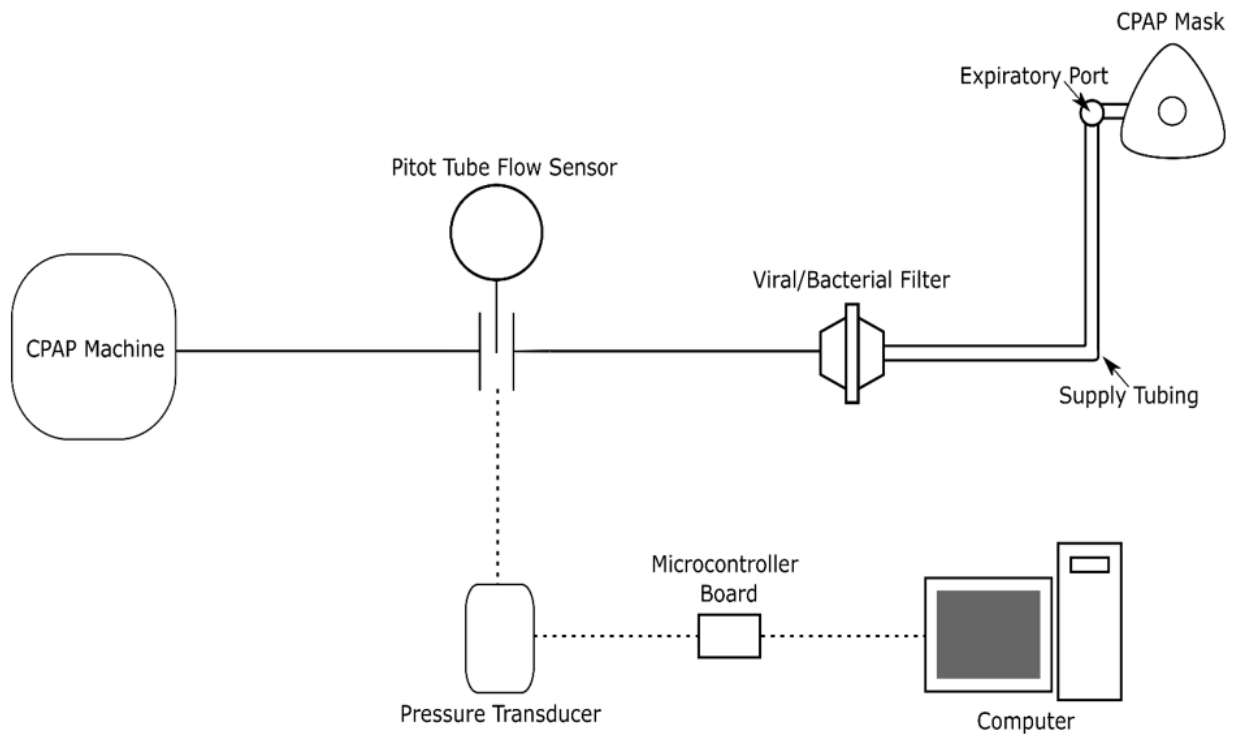 CPAP Mask
Expiratory Port
Pitot Tube Flow Sensor
Viral/Bacterial Filter
CPAP Machine
Supply Tubing
Microcontroller
Board
Pressure Transducer
Computer